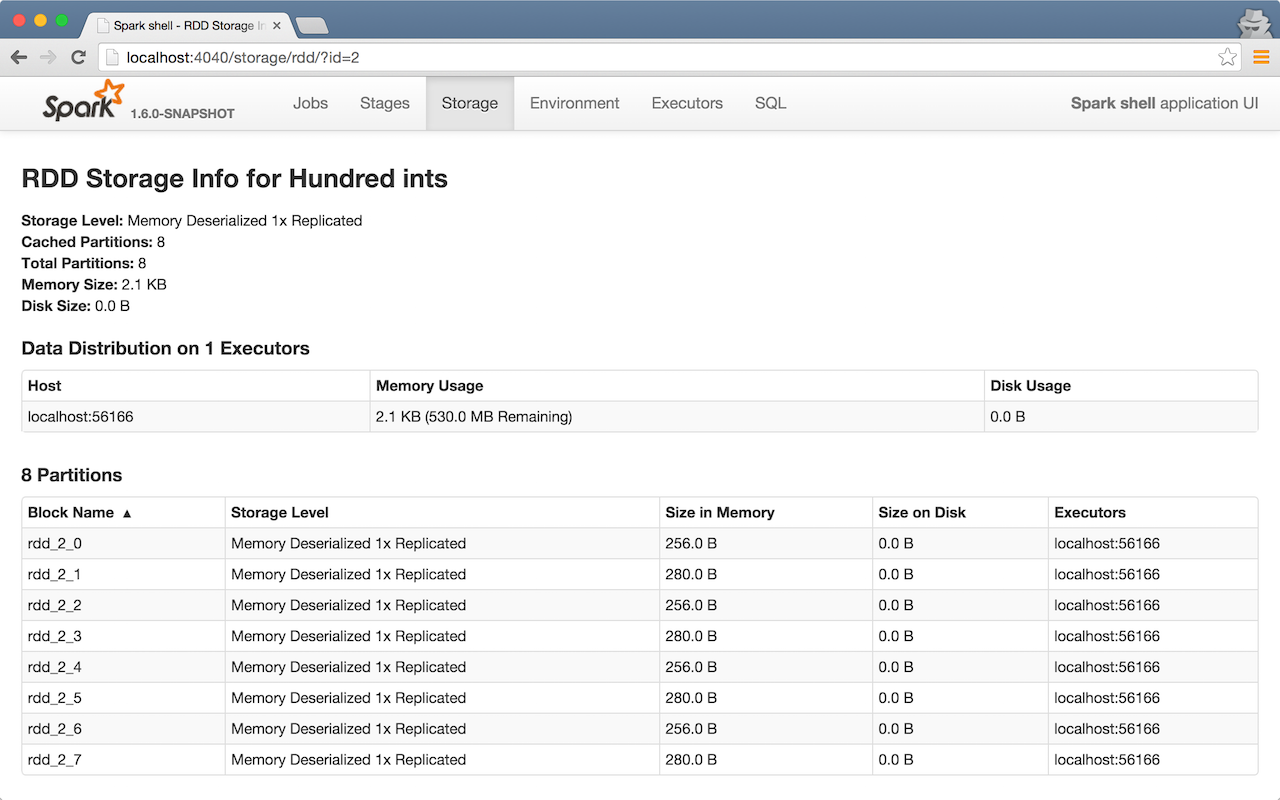 Spark shell - RDD Storage In
localhost:4040/storage/rdd/?id=2
Spark 1.6.0-SNAPSHOT Jobs Stages Storage Environment Executors SQL Spark shell application UI
RDD Storage Info for Hundred ints
Storage Level: Memory Deserialized 1x Replicated
Cached Partitions: 8
Total Partitions: 8
Memory Size: 2.1 KB
Disk Size: 0.0 B
Data Distribution on 1 Executors
Host Memory Usage Disk Usage
localhost:56166 2.1 KB (530.0 MB Remaining) 0.0 B
8 Partitions
Block Name ▲ Storage Level Size in Memory Size on Disk Executors
rdd_2_0 Memory Deserialized 1x Replicated 256.0 B 0.0 B localhost:56166
rdd_2_1 Memory Deserialized 1x Replicated 280.0 B 0.0 B localhost:56166
rdd_2_2 Memory Deserialized 1x Replicated 256.0 B 0.0 B localhost:56166
rdd_2_3 Memory Deserialized 1x Replicated 280.0 B 0.0 B localhost:56166
rdd_2_4 Memory Deserialized 1x Replicated 256.0 B 0.0 B localhost:56166
rdd_2_5 Memory Deserialized 1x Replicated 280.0 B 0.0 B localhost:56166
rdd_2_6 Memory Deserialized 1x Replicated 256.0 B 0.0 B localhost:56166
rdd_2_7 Memory Deserialized 1x Replicated 280.0 B 0.0 B localhost:56166